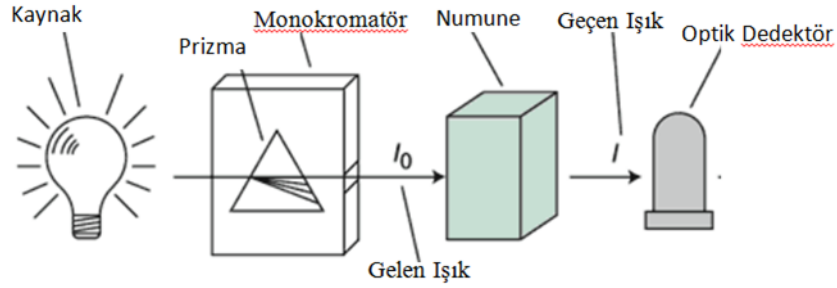 Kaynak
Prizma
Monokromatör
Numune
Geçen Işık
Optik Dedektör
I0
I
Gelen Işık